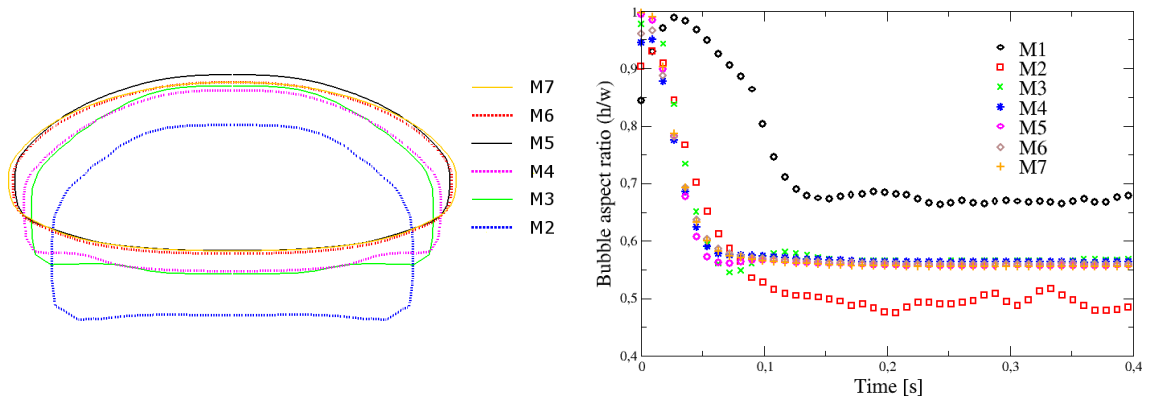 M7
M6
M5
M4
M3
M2
Bubble aspect ratio (h/w)
1
0,9
0,8
0,7
0,6
0,5
0,4
0
0,1
0,2
0,3
0,4
Time [s]
M1
M2
M3
M4
M5
M6
M7